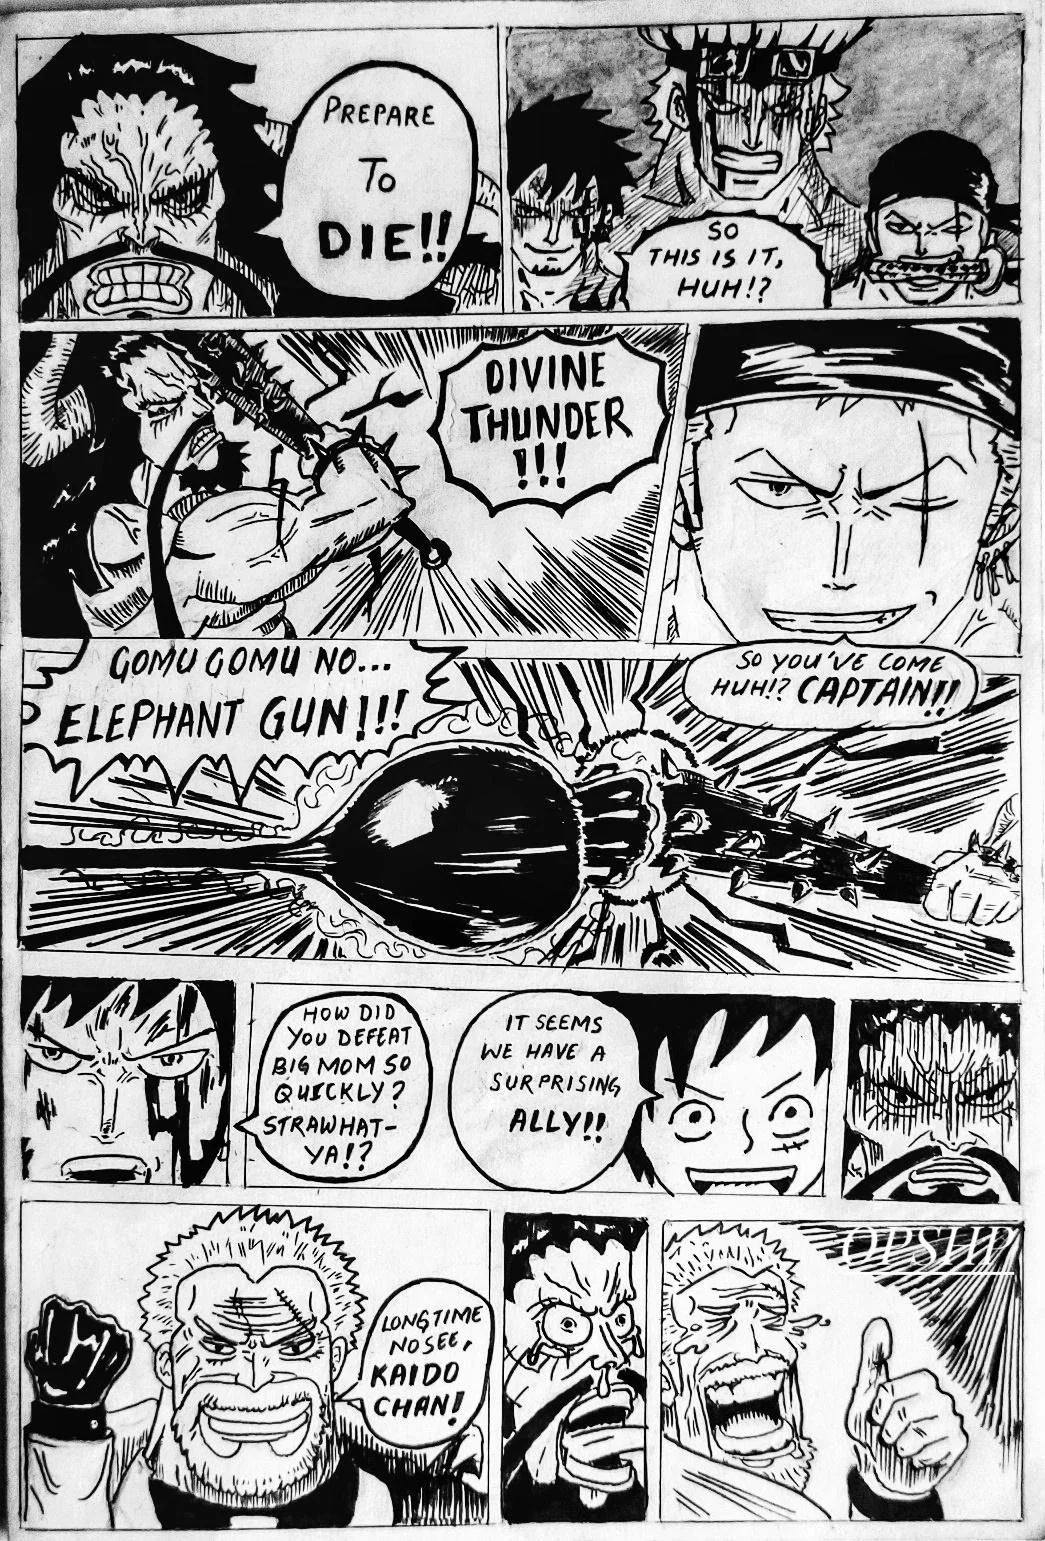 PREPARE
TO
DIE!!
SO
THIS IS IT,
HUH!?
DIVINE
THUNDER
!!!
SO YOU'VE COME
HUH!? CAPTAIN!!
GOMU GOMU NO...
ELEPHANT GUN!!!
HOW DID
YOU DEFEAT
BIG MOM SO
QUICKLY?
STRAWHAT-
YA!?
IT SEEMS
WE HAVE A
SURPRISING
ALLY!!
LONG TIME
NO SEE,
KAIDO
CHAN!